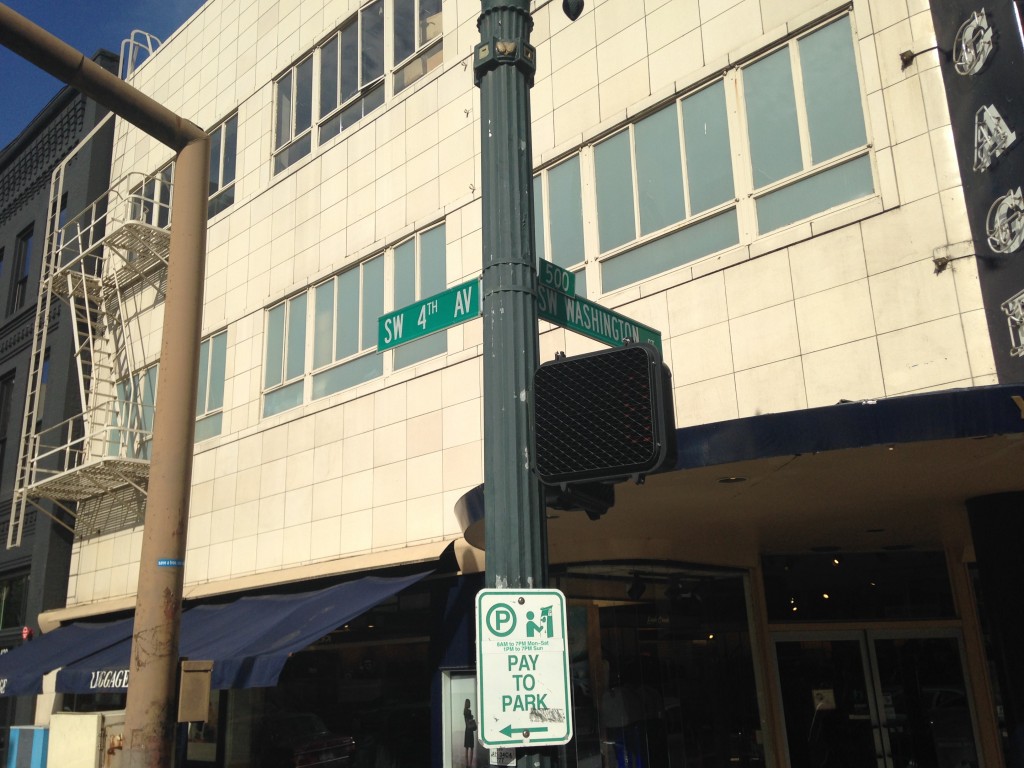 500
SW 4TH AV
SW WASHINGTON
P
8AM to 7PM Mon-Sat
1PM to 7PM Sun
PAY
TO
PARK
LUGGAGE
G
A
G